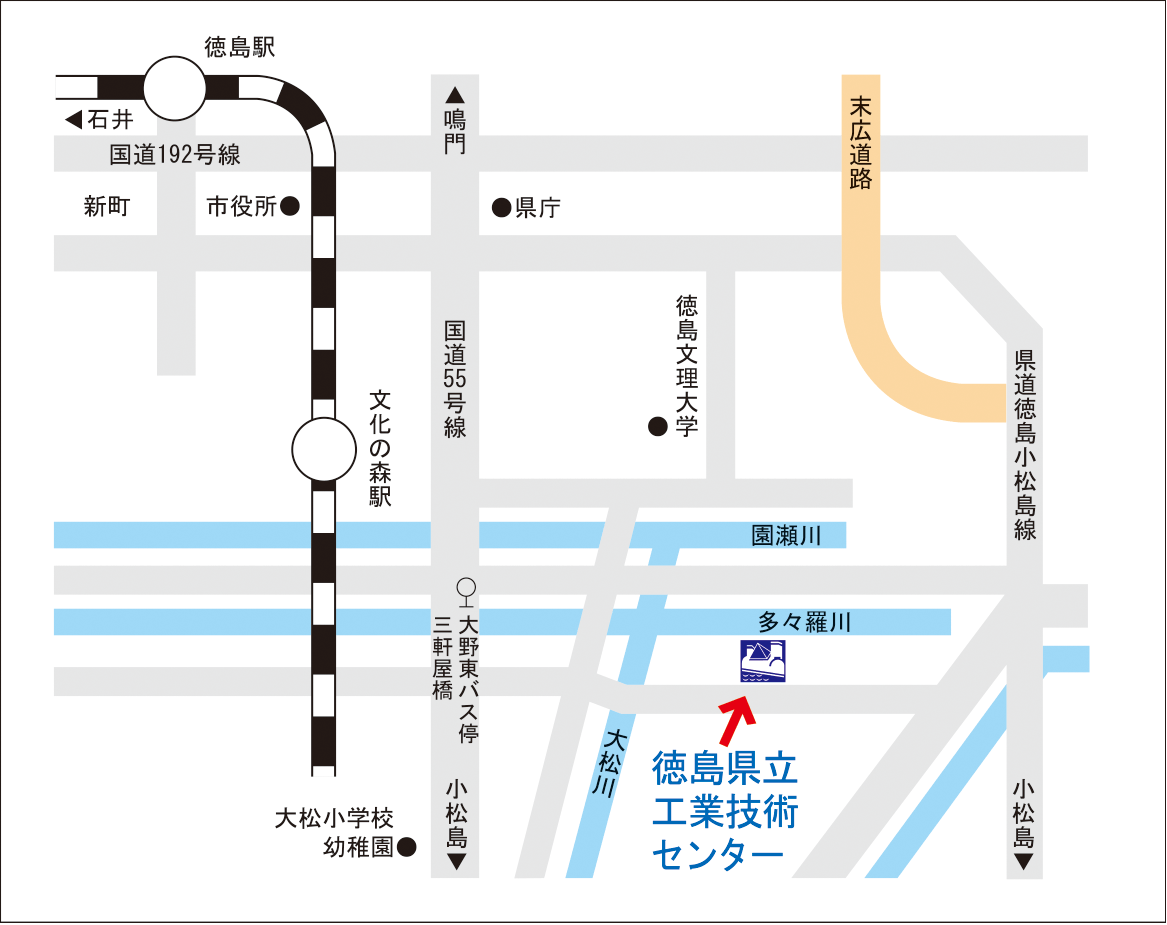 徳島駅
◀石井
国道192号線
新町
市役所●
▲鳴門
●県庁
末広道路
国道55号線
徳島文理大学
文化の森駅
県道徳島小松島線
園瀬川
多々羅川
三軒屋橋
大野東バス停
大松川
徳島県立
工業技術
センター
大松小学校
幼稚園●
小松島▼
小松島▼